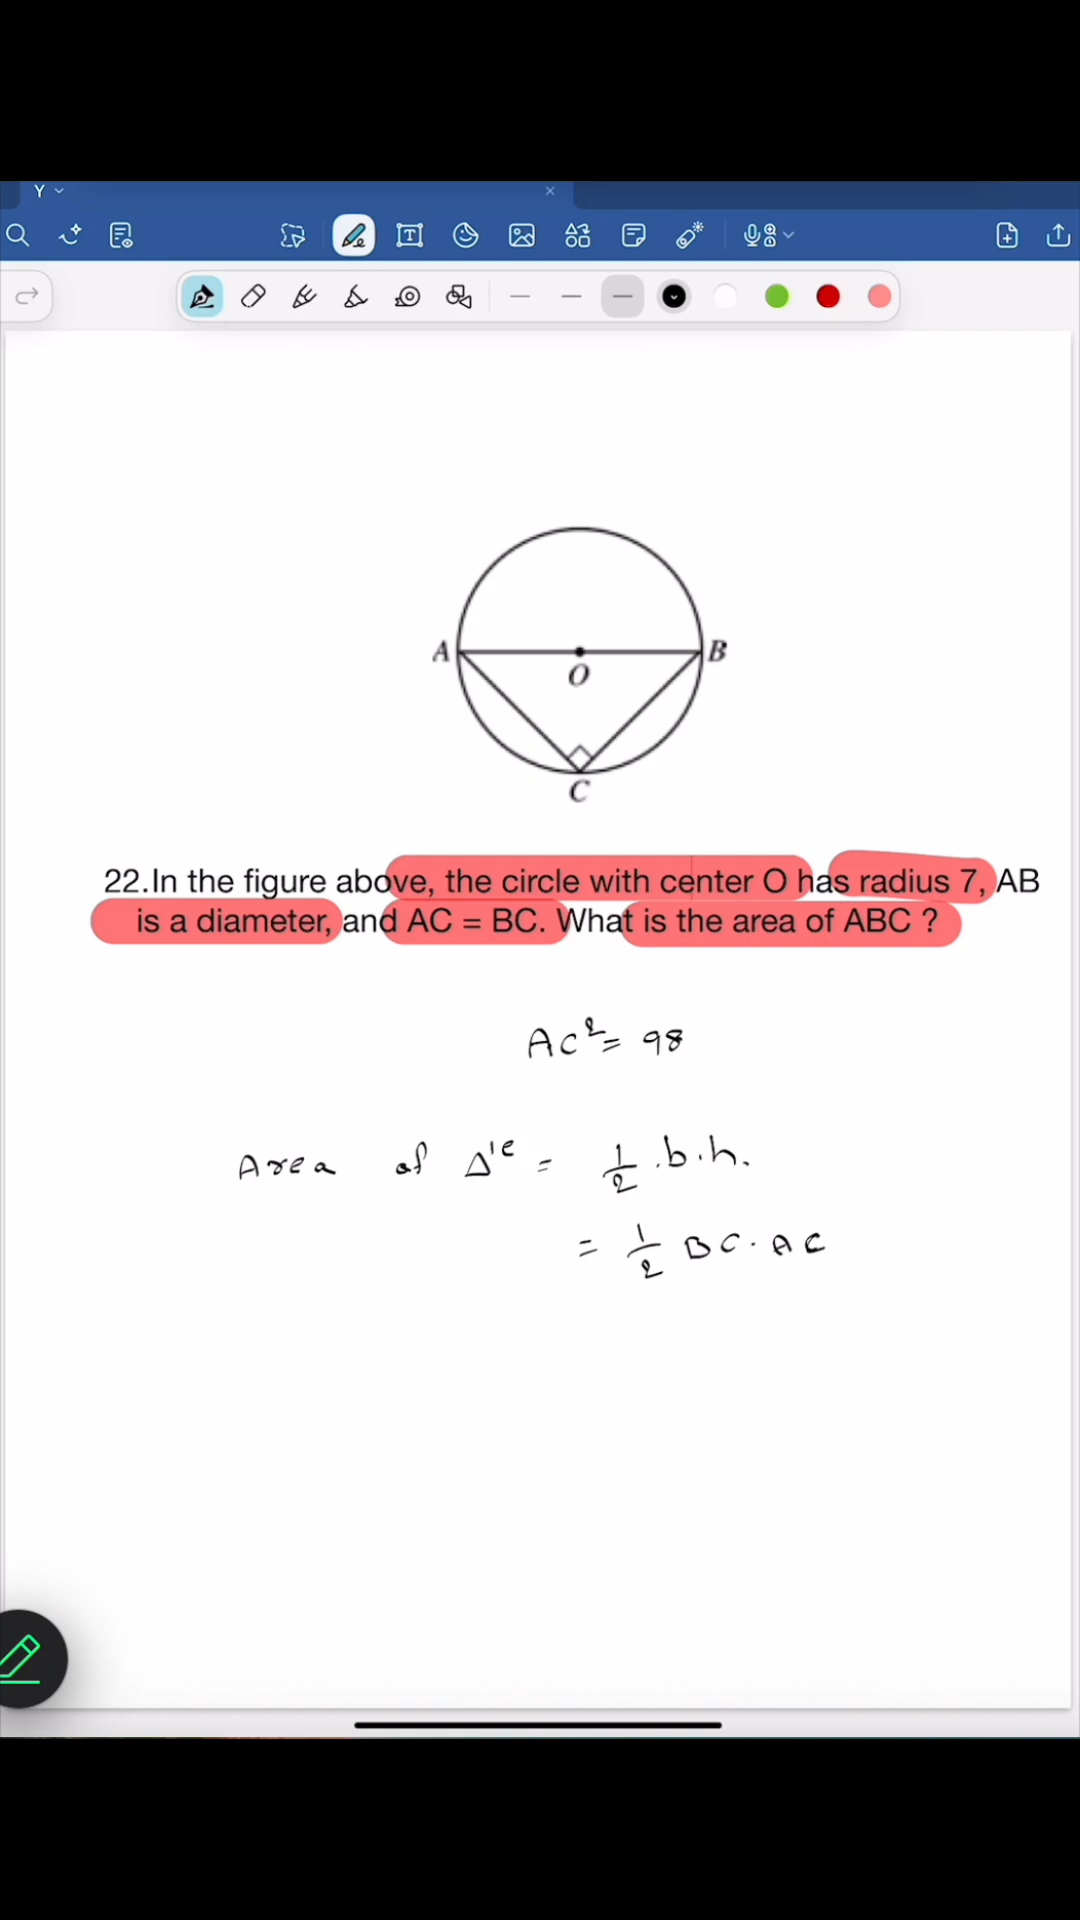 Y
A
B
O
C
22.In the figure above, the circle with center O has radius 7, AB
is a diameter, and AC = BC. What is the area of ABC ?
AC² = 98
Area of Δ'e = 1/2 .b.h.
= 1/2 BC. AC